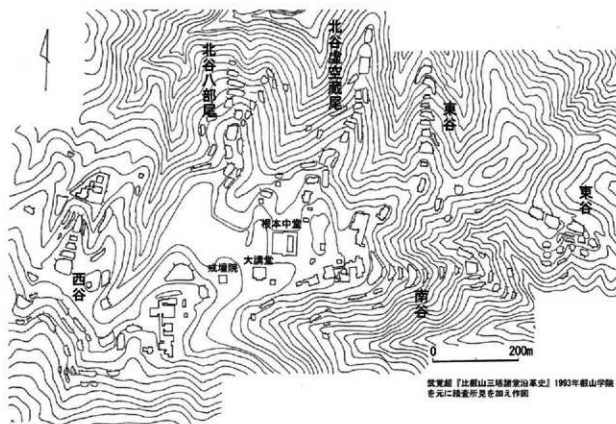 北谷八部尾
北谷虚空蔵尾
東谷
東谷
根本中堂
戒壇院
大講堂
西谷
南谷
0 200m
武覚超『比叡山三塔諸堂沿革史』1993年叡山学院
を元に踏査所見を加え作図